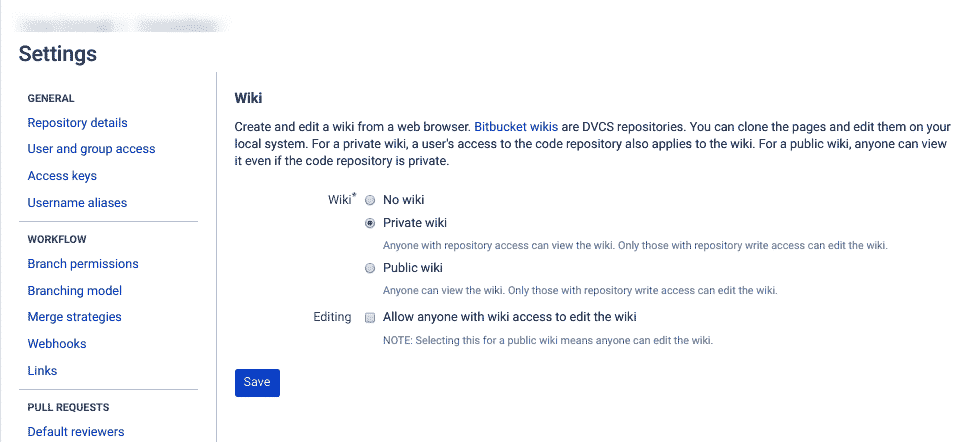 Settings
GENERAL
Repository details
User and group access
Access keys
Username aliases
WORKFLOW
Branch permissions
Branching model
Merge strategies
Webhooks
Links
PULL REQUESTS
Default reviewers
Wiki
Create and edit a wiki from a web browser. Bitbucket wikis are DVCS repositories. You can clone the pages and edit them on your
local system. For a private wiki, a user's access to the code repository also applies to the wiki. For a public wiki, anyone can view
it even if the code repository is private.
Wiki* No wiki
Private wiki
Anyone with repository access can view the wiki. Only those with repository write access can edit the wiki.
Public wiki
Anyone can view the wiki. Only those with repository write access can edit the wiki.
Editing Allow anyone with wiki access to edit the wiki
NOTE: Selecting this for a public wiki means anyone can edit the wiki.
Save